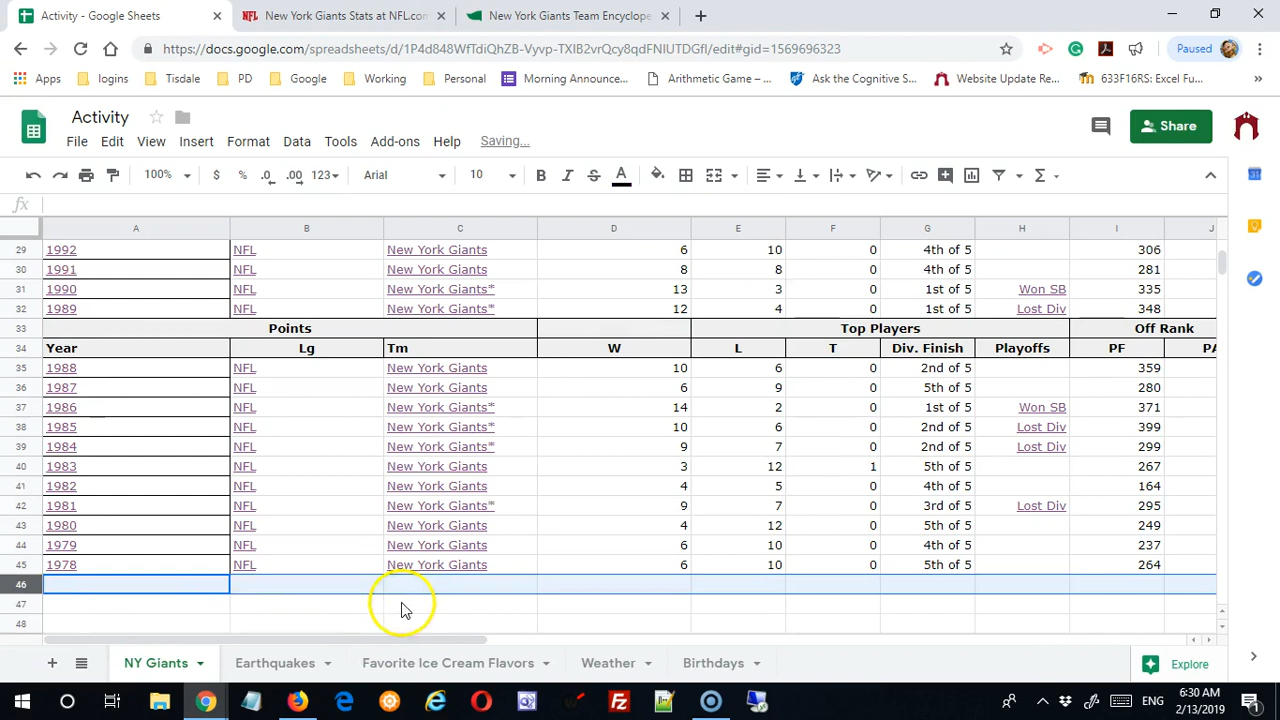 Activity - Google Sheets
New York Giants Stats at NFL.com
New York Giants Team Encyclope
https://docs.google.com/spreadsheets/d/1P4d848WfTdiQhZB-Vyvp-TXIB2vrQcy8qdFNIUTDGfI/edit#gid=1569696323
Paused
Apps logins Tisdale PD Google Working Personal Morning Announce... Arithmetic Game – ... Ask the Cognitive S... Website Update Re... 633F16RS: Excel Fu... »
Activity
File Edit View Insert Format Data Tools Add-ons Help Saving...
Share
100% $ % .0 .00 123 Arial 10 B I S A
fx
A B C D E F G H I J
29 1992 NFL New York Giants 6 10 0 4th of 5 306
30 1991 NFL New York Giants 8 8 0 4th of 5 281
31 1990 NFL New York Giants* 13 3 0 1st of 5 Won SB 335
32 1989 NFL New York Giants* 12 4 0 1st of 5 Lost Div 348
33 Points Top Players Off Rank
34 Year Lg Tm W L T Div. Finish Playoffs PF PA
35 1988 NFL New York Giants 10 6 0 2nd of 5 359
36 1987 NFL New York Giants 6 9 0 5th of 5 280
37 1986 NFL New York Giants* 14 2 0 1st of 5 Won SB 371
38 1985 NFL New York Giants* 10 6 0 2nd of 5 Lost Div 399
39 1984 NFL New York Giants* 9 7 0 2nd of 5 Lost Div 299
40 1983 NFL New York Giants 3 12 1 5th of 5 267
41 1982 NFL New York Giants 4 5 0 4th of 5 164
42 1981 NFL New York Giants* 9 7 0 3rd of 5 Lost Div 295
43 1980 NFL New York Giants 4 12 0 5th of 5 249
44 1979 NFL New York Giants 6 10 0 4th of 5 237
45 1978 NFL New York Giants 6 10 0 5th of 5 264
46
47
48
NY Giants Earthquakes Favorite Ice Cream Flavors Weather Birthdays Explore
ENG
6:30 AM
2/13/2019